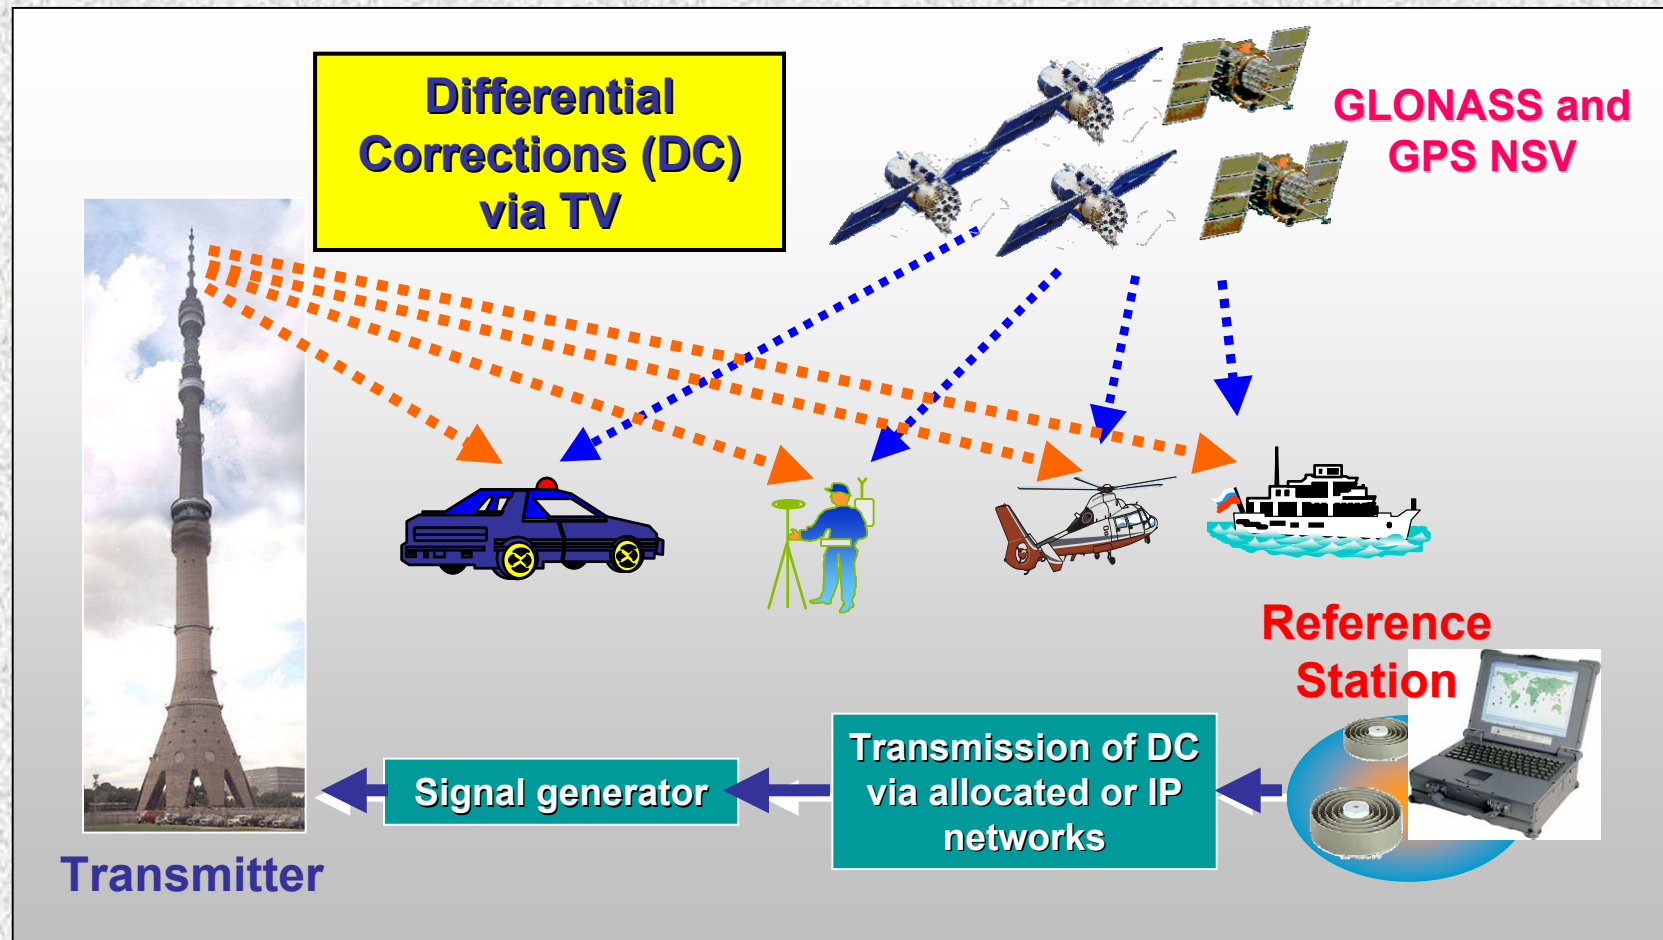 Differential
Corrections (DC)
via TV
GLONASS and
GPS NSV
Reference
Station
Transmission of DC
via allocated or IP
networks
Signal generator
Transmitter